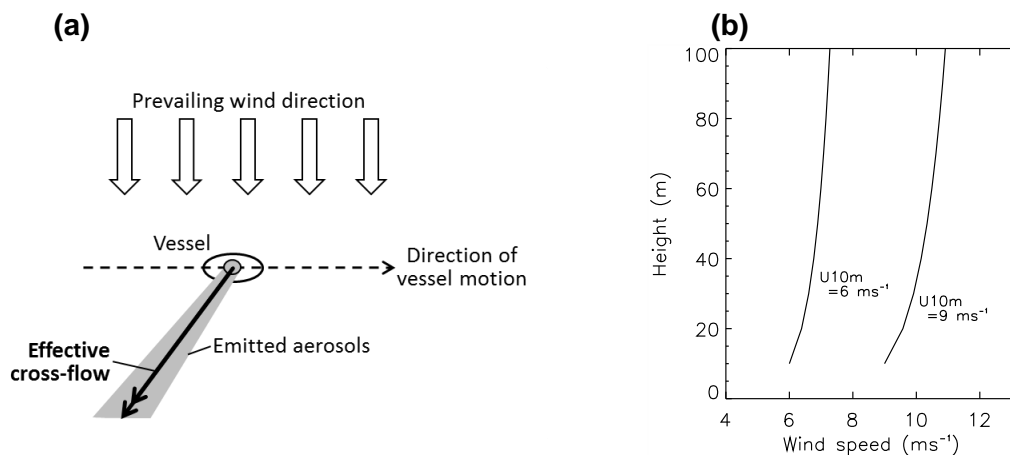 (a)
Prevailing wind direction
Vessel
Direction of
vessel motion
Effective
cross-flow
Emitted aerosols
(b)
100
80
60
40
20
0
Height (m)
U10m
=6 ms⁻¹
U10m
=9 ms⁻¹
4 6 8 10 12
Wind speed (ms⁻¹)